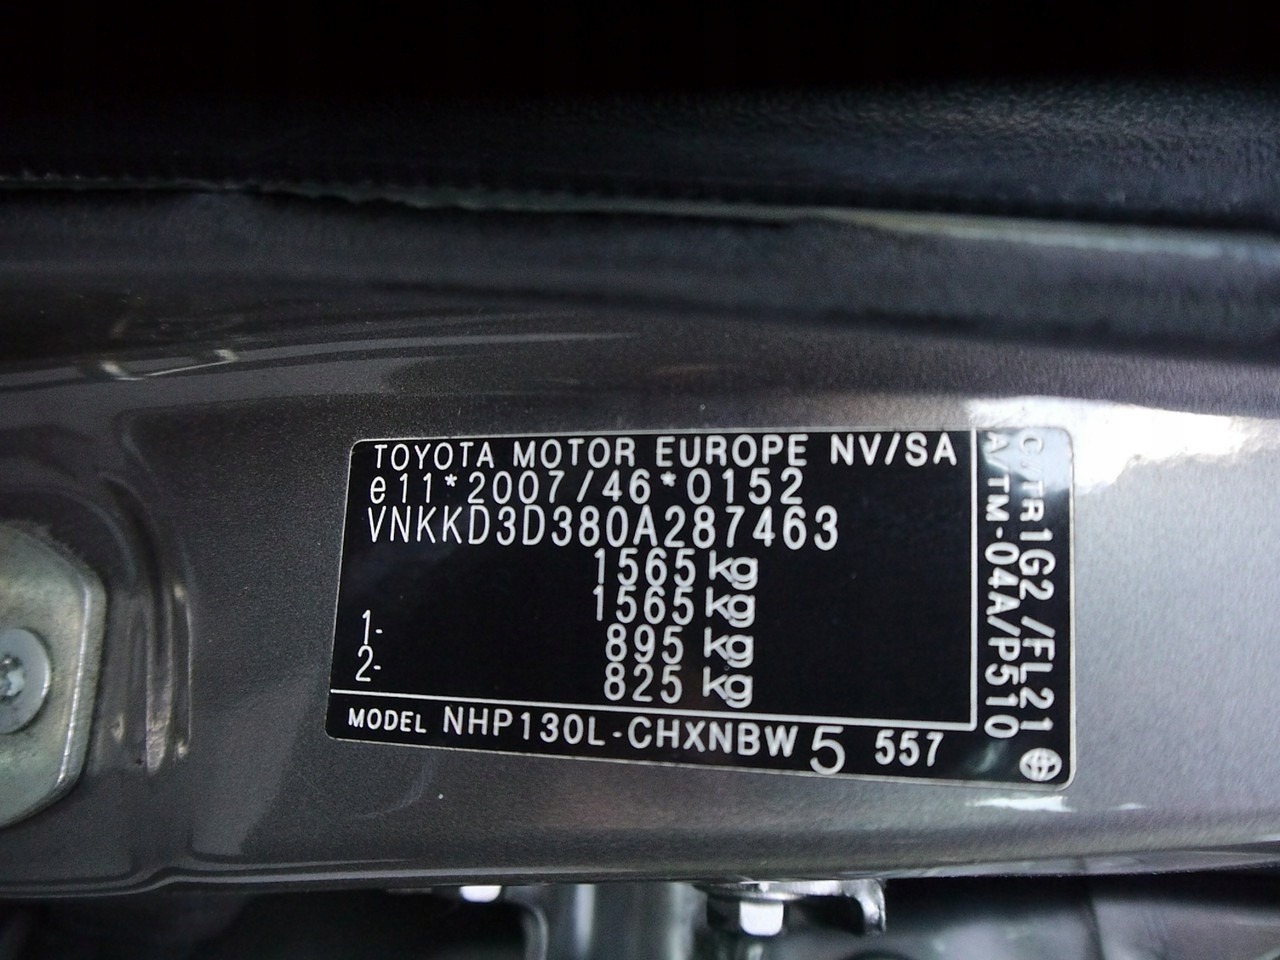 TOYOTA MOTOR EUROPE NV/SA
e11*2007/46*0152
VNKKD3D380A287463
1565 kg
1565 kg
1- 895 kg
2- 825 kg
MODEL NHP130L-CHXNBW 5 557
C/TR 1G2/FL21
A/TM-04A/P510